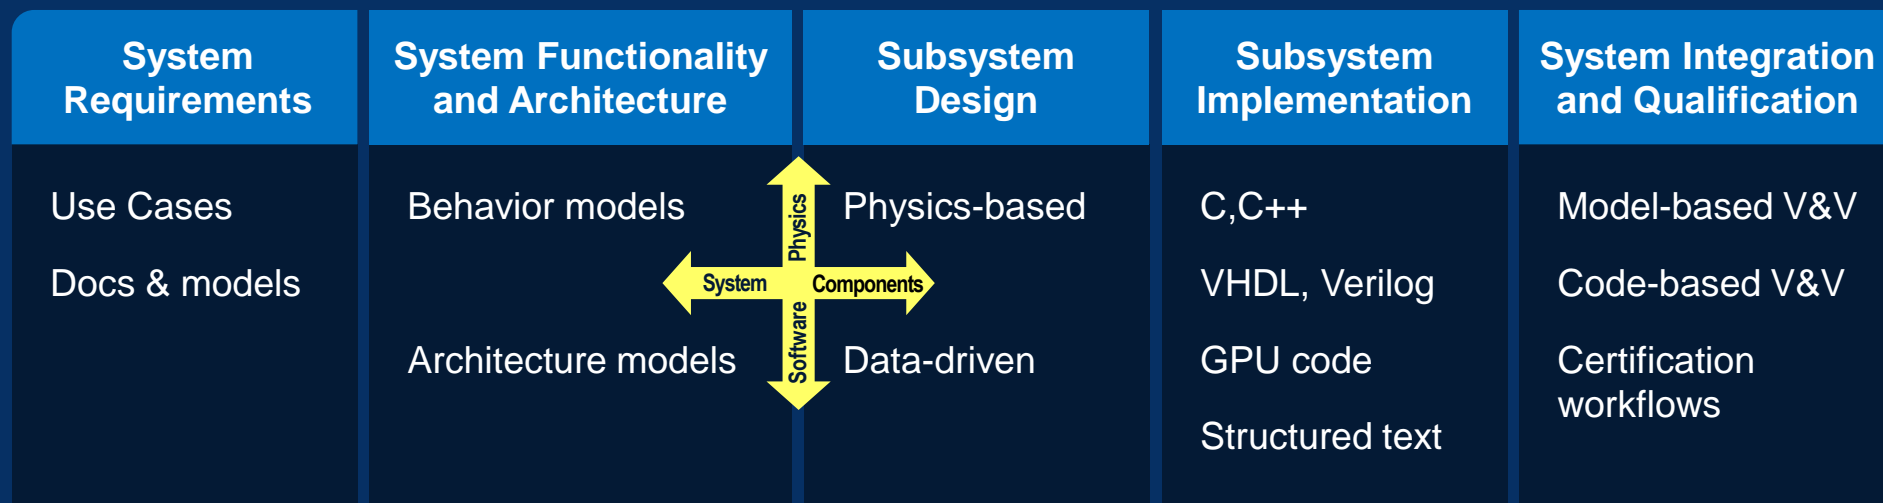 System
Requirements
System Functionality
and Architecture
Subsystem
Design
Subsystem
Implementation
System Integration
and Qualification
Use Cases
Docs & models
Behavior models
Architecture models
Physics
System
Components
Software
Physics-based
Data-driven
C,C++
VHDL, Verilog
GPU code
Structured text
Model-based V&V
Code-based V&V
Certification
workflows